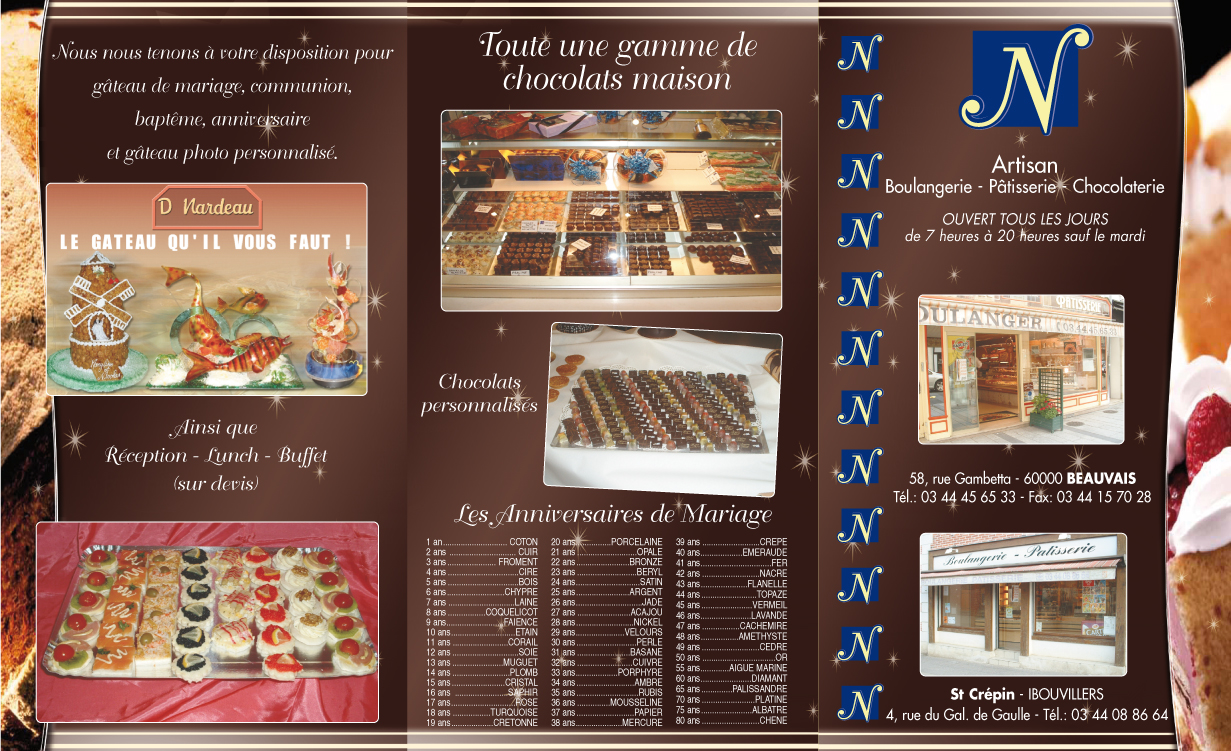 Nous nous tenons à votre disposition pour
gâteau de mariage, communion,
baptême, anniversaire
et gâteau photo personnalisé.
D Nardeau
LE GATEAU QU'IL VOUS FAUT !
Ainsi que
Réception - Lunch - Buffet
(sur devis)
Toute une gamme de
chocolats maison
Chocolats
personnalisés
Les Anniversaires de Mariage
1 an............................ COTON
2 ans ............................ CUIR
3 ans ....................FROMENT
4 ans ..............................CIRE
5 ans..............................BOIS
6 ans .........................CHYPRE
7 ans ............................LAINE
8 ans.................COQUELICOT
9 ans........................FAIENCE
10 ans ..........................ETAIN
11 ans.........................CORAIL
12 ans ............................SOIE
13 ans .......................MUGUET
14 ans..........................PLOMB
15 ans........................CRISTAL
16 ans .........................SAPHIR
17 ans............................ROSE
18 ans ..................TURQUOISE
19 ans...................CRETONNE
20 ans................PORCELAINE
21 ans ...........................OPALE
22 ans ........................BRONZE
23 ans ...........................BERYL
24 ans............................SATIN
25 ans........................ARGENT
26 ans .............................JADE
27 ans.........................ACAJOU
28 ans .........................NICKEL
29 ans......................VELOURS
30 ans ...........................PERLE
31 ans.........................BASANE
32 ans.........................CUIVRE
33 ans....................PORPHYRE
34 ans ..........................AMBRE
35 ans............................RUBIS
36 ans .................MOUSSELINE
37 ans..........................PAPIER
38 ans.....................MERCURE
39 ans..........................CREPE
40 ans...................EMERAUDE
41 ans ..............................FER
42 ans ..........................NACRE
43 ans.....................FLANELLE
44 ans .........................TOPAZE
45 ans .......................VERMEIL
46 ans ......................LAVANDE
47 ans...................CACHEMIRE
48 ans ..................AMETHYSTE
49 ans...........................CEDRE
50 ans ................................OR
55 ans.............AIGUE MARINE
60 ans ......................DIAMANT
65 ans ..............PALISSANDRE
70 ans ........................PLATINE
75 ans.........................ALBATRE
80 ans ..........................CHENE
N
N
N
N
N
N
N
N
N
N
N
N
N
Artisan
Boulangerie - Pâtisserie - Chocolaterie
OUVERT TOUS LES JOURS
de 7 heures à 20 heures sauf le mardi
PATISSERIE
OULANGER
03.44.45.65.33
58, rue Gambetta - 60000 BEAUVAIS
Tél.: 03 44 45 65 33 - Fax: 03 44 15 70 28
Boulangerie - Patisserie
St Crépin - IBOUVILLERS
4, rue du Gal. de Gaulle - Tél.: 03 44 08 86 64